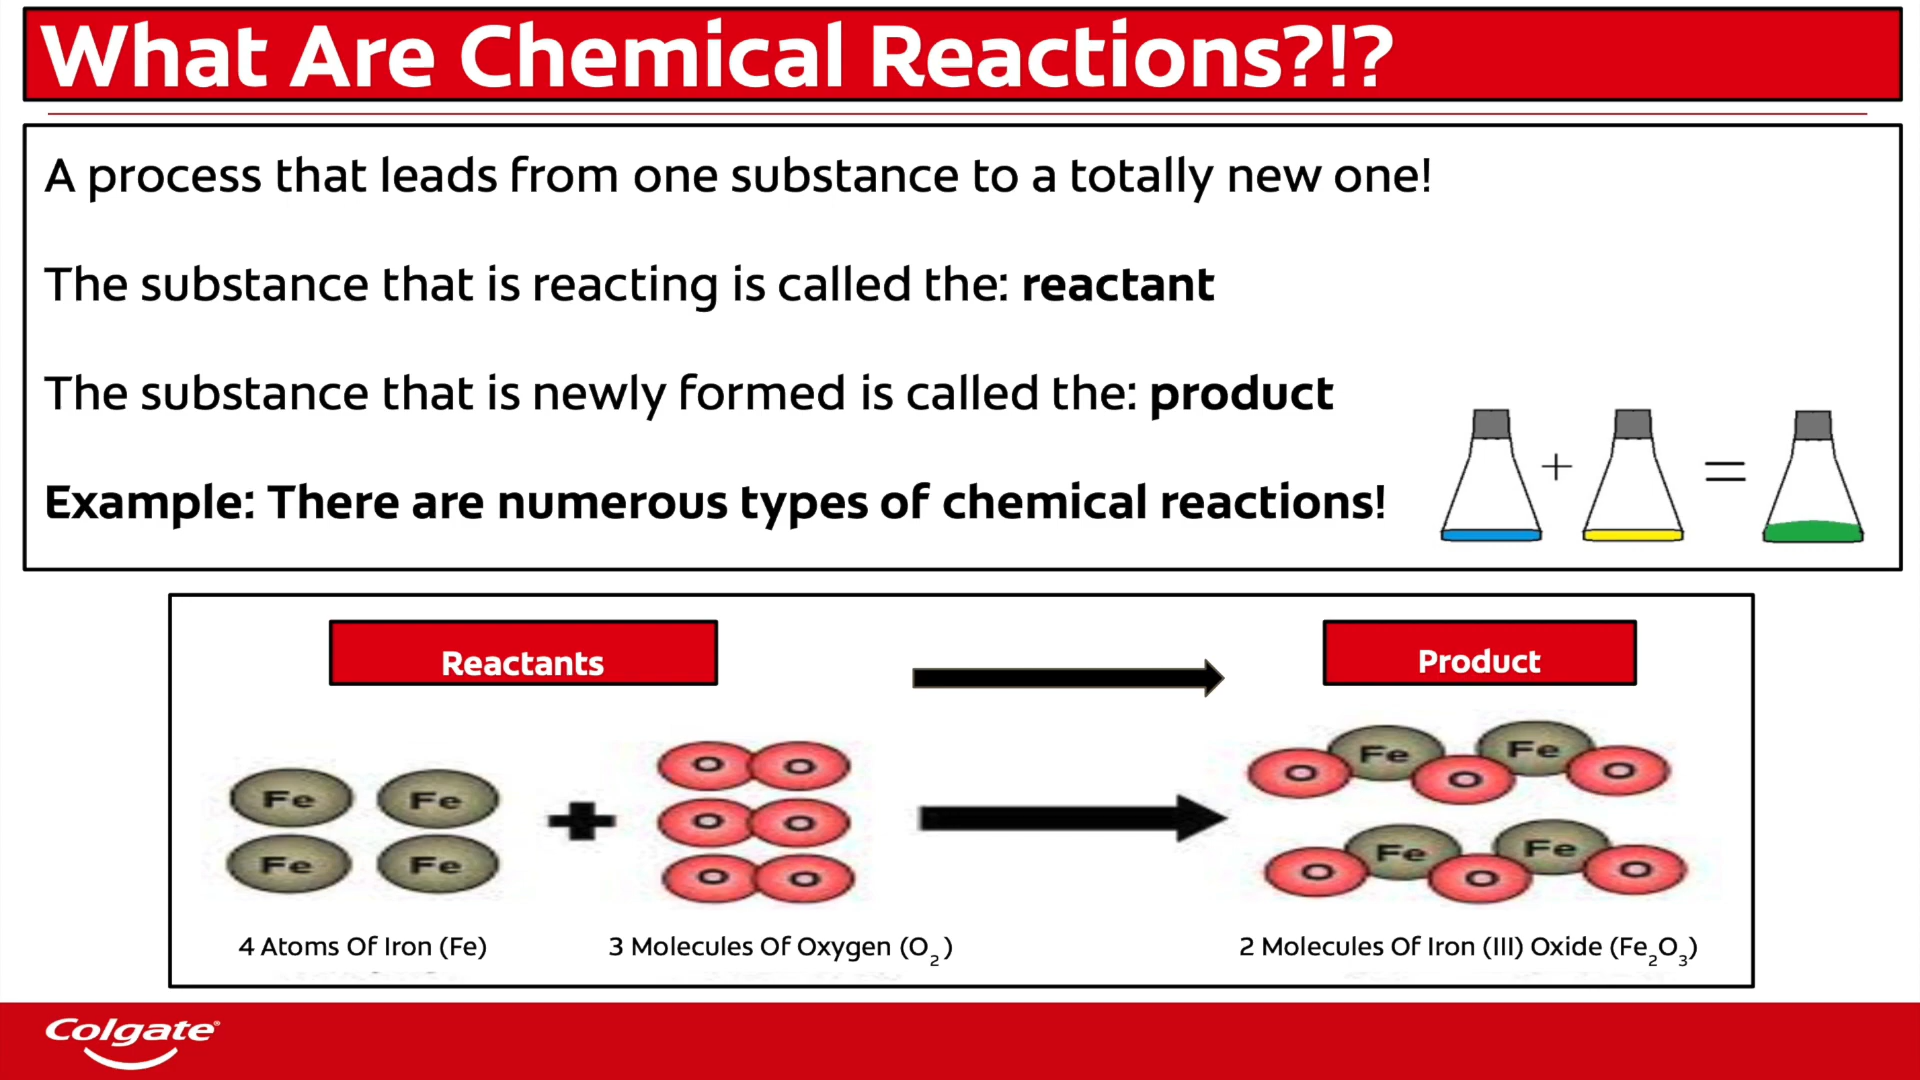 What Are Chemical Reactions?!?
A process that leads from one substance to a totally new one!
The substance that is reacting is called the: reactant
The substance that is newly formed is called the: product
Example: There are numerous types of chemical reactions!
+ =
Reactants
Product
Fe Fe
Fe Fe
+
O O
O O
O O
O Fe O Fe O
O Fe O Fe O
4 Atoms Of Iron (Fe)
3 Molecules Of Oxygen (O₂)
2 Molecules Of Iron (III) Oxide (Fe₂O₃)
Colgate®